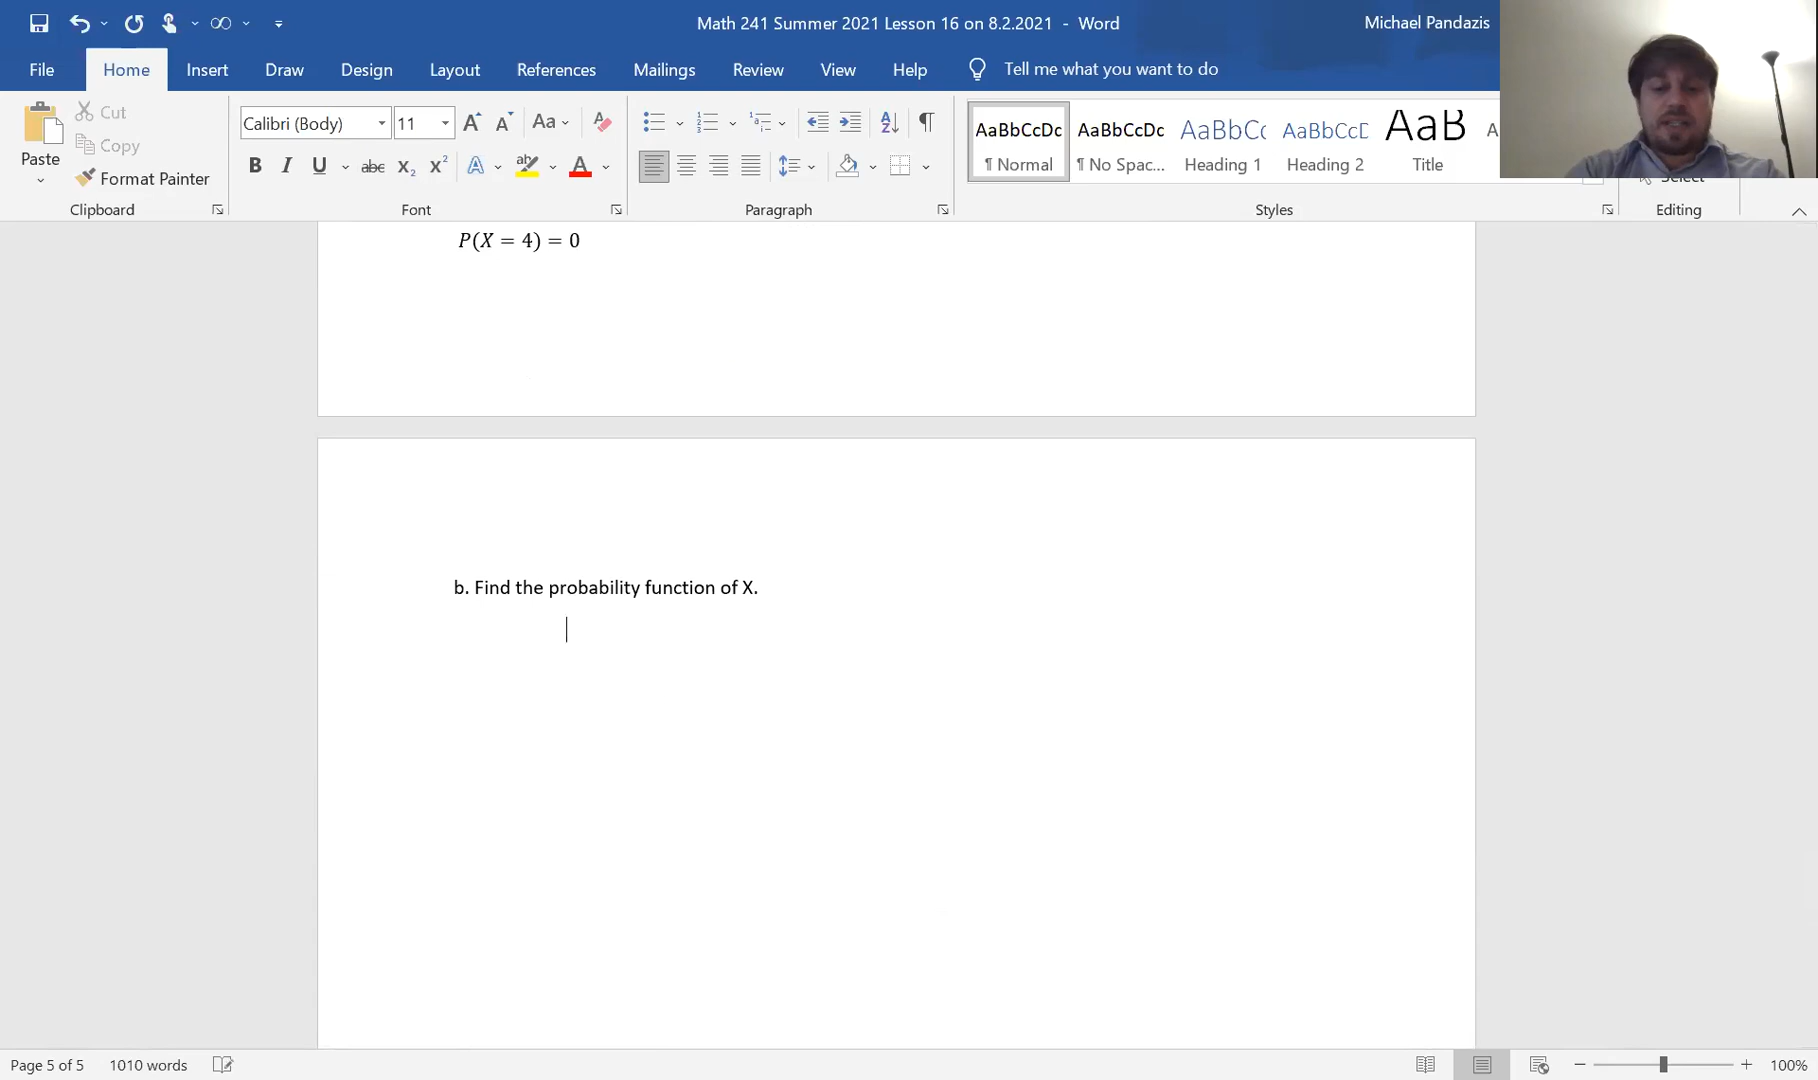 Math 241 Summer 2021 Lesson 16 on 8.2.2021 - Word
Michael Pandazis
File Home Insert Draw Design Layout References Mailings Review View Help Tell me what you want to do
Paste
Cut
Copy
Format Painter
Clipboard
Calibri (Body) 11
Font
Paragraph
AaBbCcDc AaBbCcDc AaBbCc AaBbCcD AaB
¶ Normal ¶ No Spac... Heading 1 Heading 2 Title
Styles
Editing
P(X = 4) = 0
b. Find the probability function of X.
Page 5 of 5 1010 words 100%